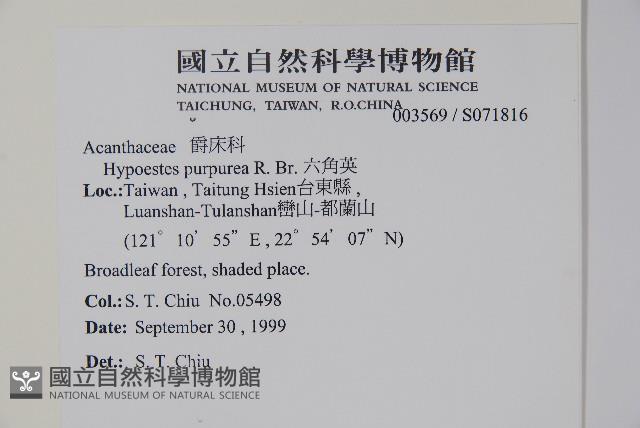 國立自然科學博物館
NATIONAL MUSEUM OF NATURAL SCIENCE
TAICHUNG, TAIWAN, R.O.CHINA
003569 / S071816
Acanthaceae 爵床科
Hypoestes purpurea R. Br. 六角英
Loc.:Taiwan , Taitung Hsien台東縣 ,
Luanshan-Tulanshan巒山-都蘭山
(121° 10' 55" E , 22° 54' 07" N)
Broadleaf forest, shaded place.
Col.: S. T. Chiu No.05498
Date: September 30 , 1999
Det.: S. T. Chiu
國立自然科學博物館
NATIONAL MUSEUM OF NATURAL SCIENCE